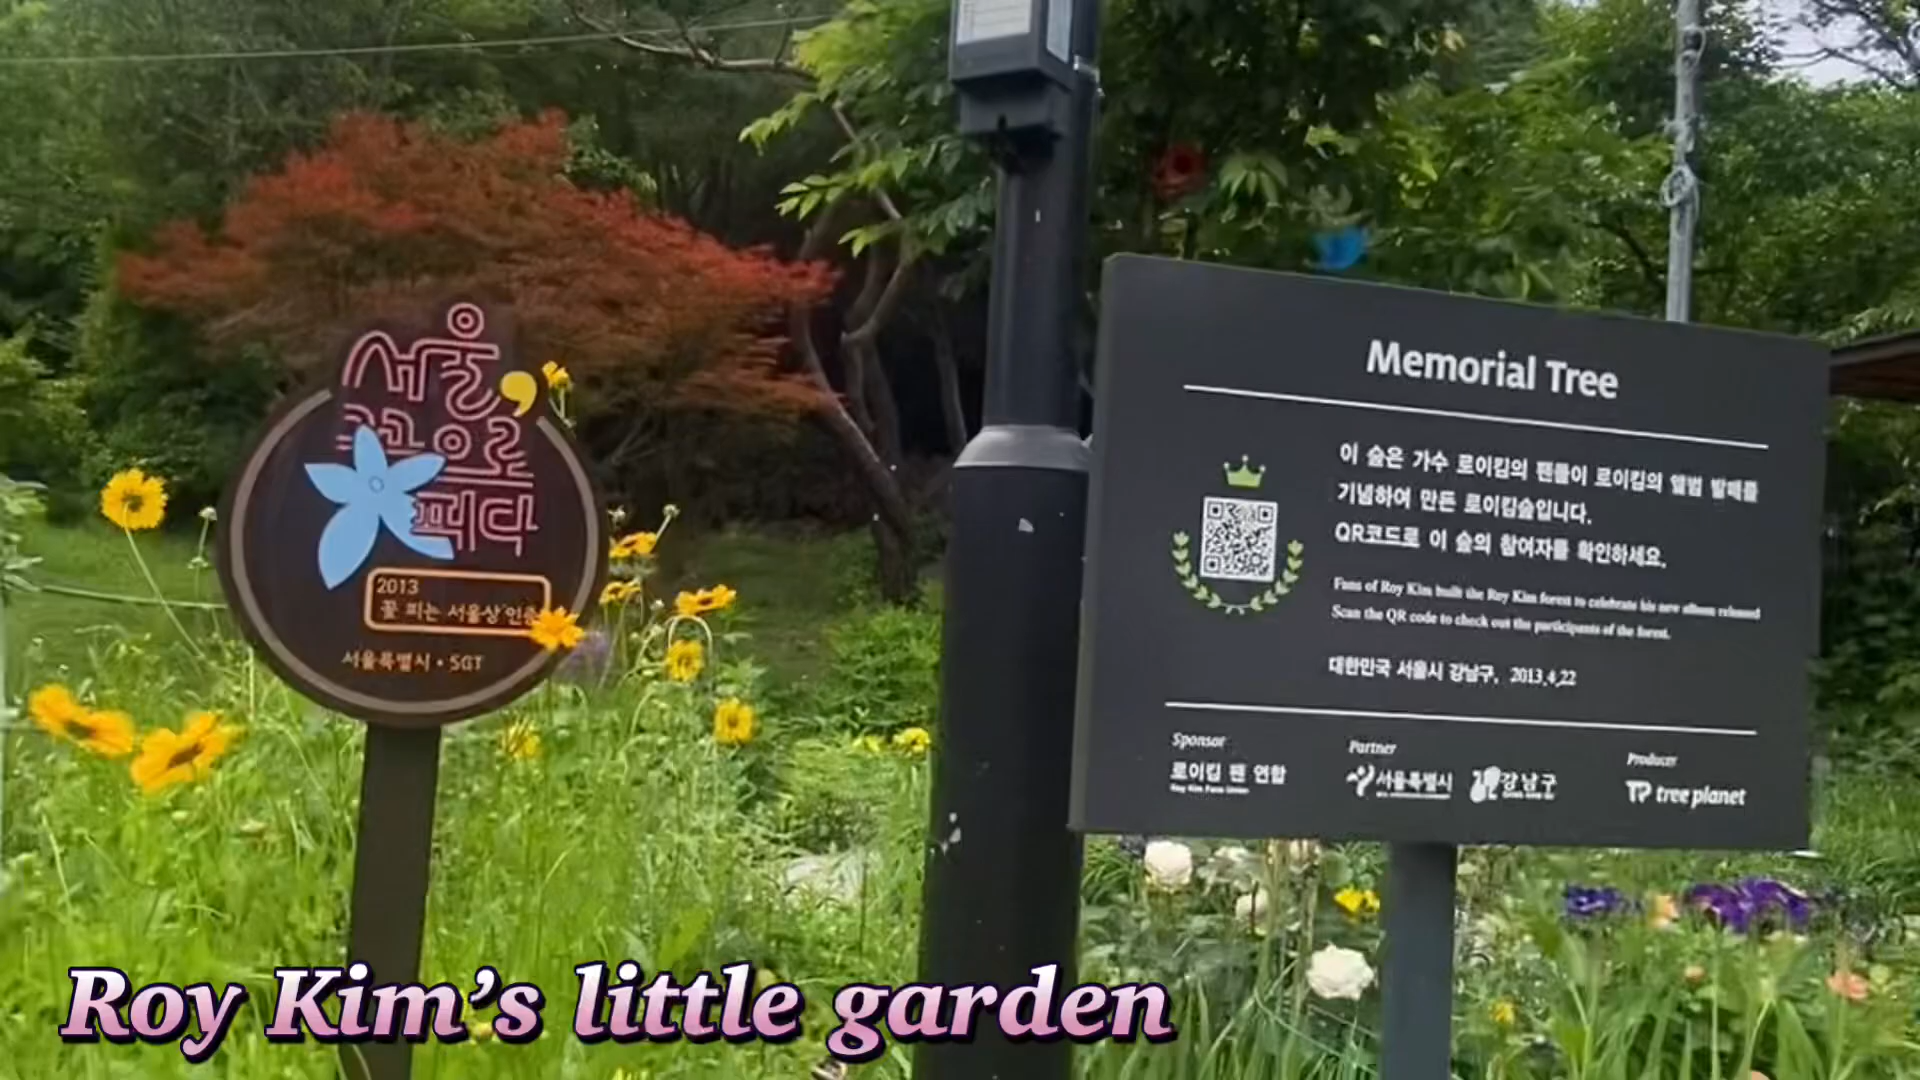 서울,
꽃으로
피다
2013
꽃 피는 서울상 인증
서울특별시 • SGT
Memorial Tree
이 숲은 가수 로이킴의 팬들이 로이킴의 앨범 발매를
기념하여 만든 로이킴숲입니다.
QR코드로 이 숲의 참여자를 확인하세요.
Fans of Roy Kim built the Roy Kim forest to celebrate his new album released
Scan the QR code to check out the participants of the forest.
대한민국 서울시 강남구, 2013.4.22
Sponsor
로이킴 팬 연합
Roy Kim Fans Union
Partner
서울특별시
강남구
Producer
TP tree planet
Roy Kim’s little garden